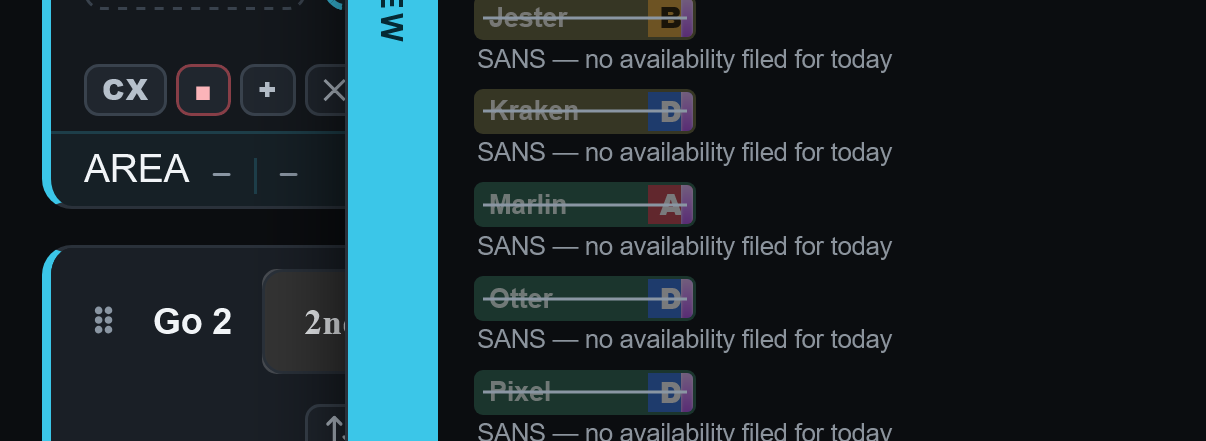 CX ■ + ×
AREA – | –
Go 2 2n
EW
Jester B
SANS — no availability filed for today
Kraken D
SANS — no availability filed for today
Marlin A
SANS — no availability filed for today
Otter D
SANS — no availability filed for today
Pixel D
SANS — no availability filed for today